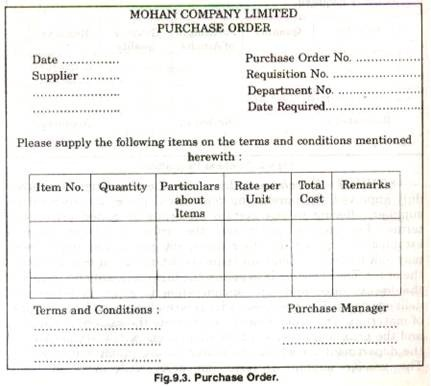 MOHAN COMPANY LIMITED
PURCHASE ORDER
Date ................ Purchase Order No. ..................
Supplier .......... Requisition No. ........................
........................ Department No. .......................
........................ Date Required..........................
Please supply the following items on the terms and conditions mentioned
herewith :
Item No. Quantity Particulars about Items Rate per Unit Total Cost Remarks
Terms and Conditions : Purchase Manager
.................................. ..............................
.................................. ..............................
..................................
Fig.9.3. Purchase Order.